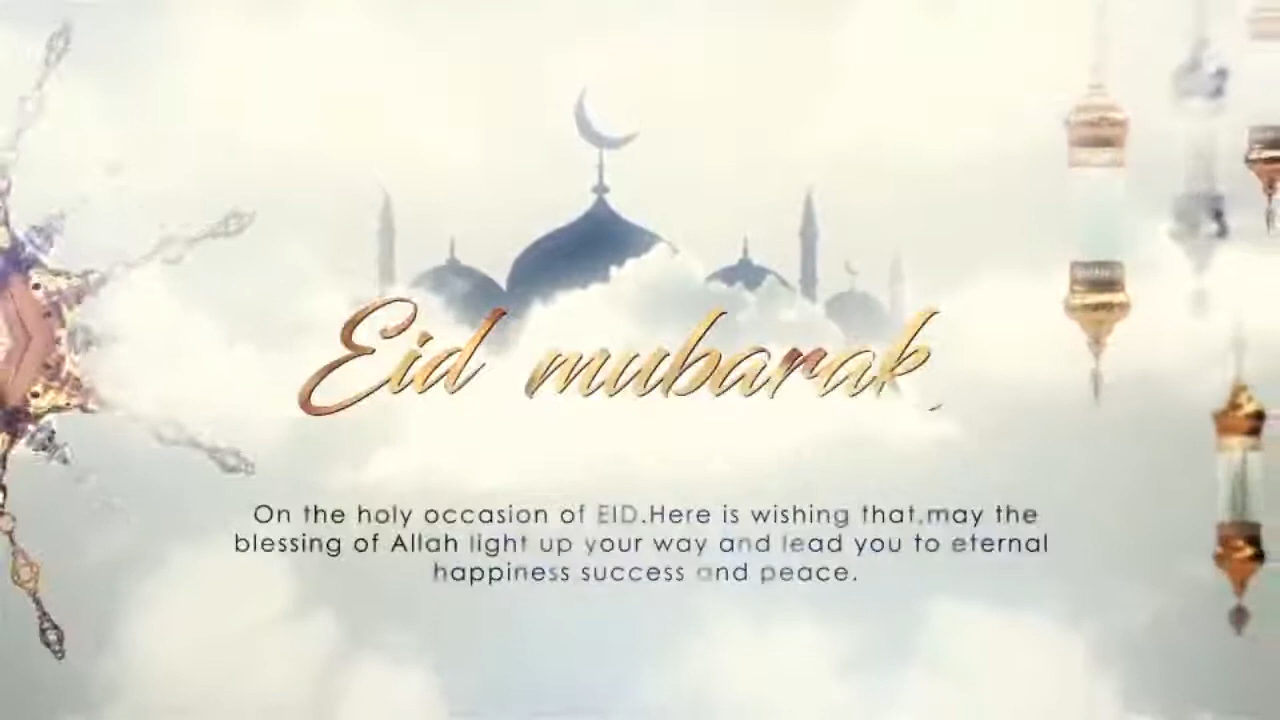 Eid mubarak
On the holy occasion of EID.Here is wishing that,may the
blessing of Allah light up your way and lead you to eternal
happiness success and peace.